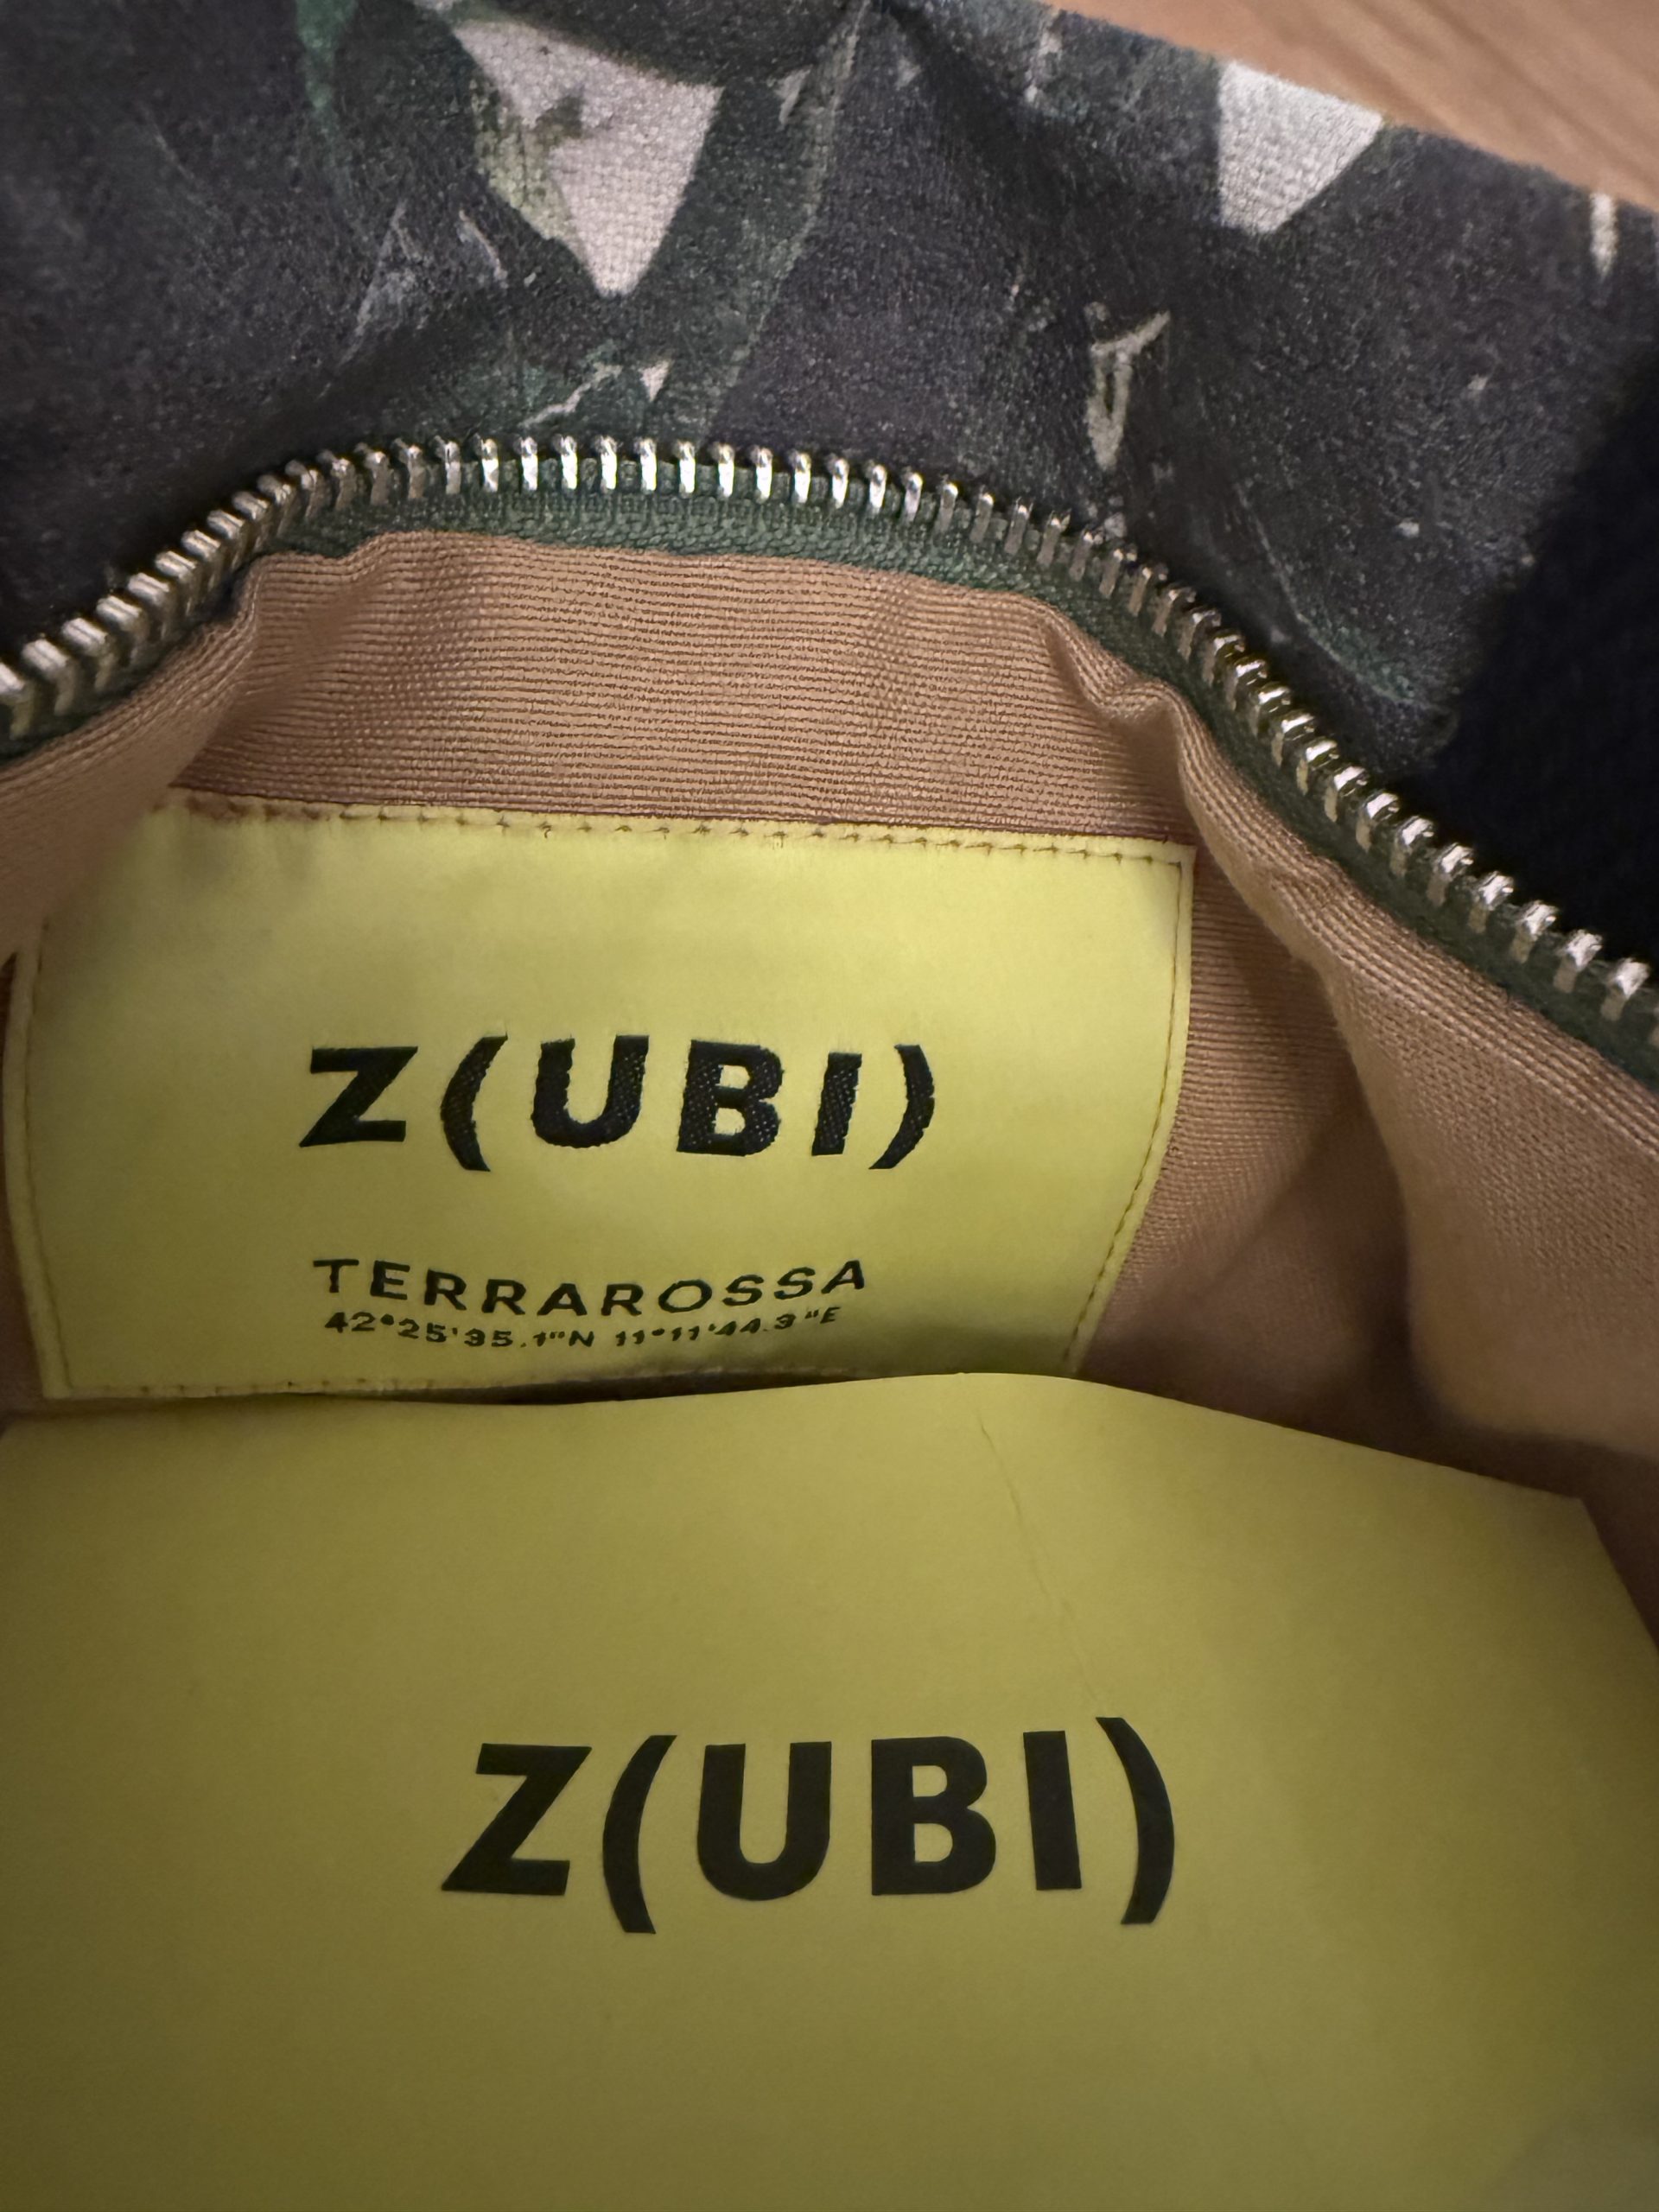 Z(UBI)
TERRAROSSA
42°25'35.1"N 11°11'44.3"E
Z(UBI)